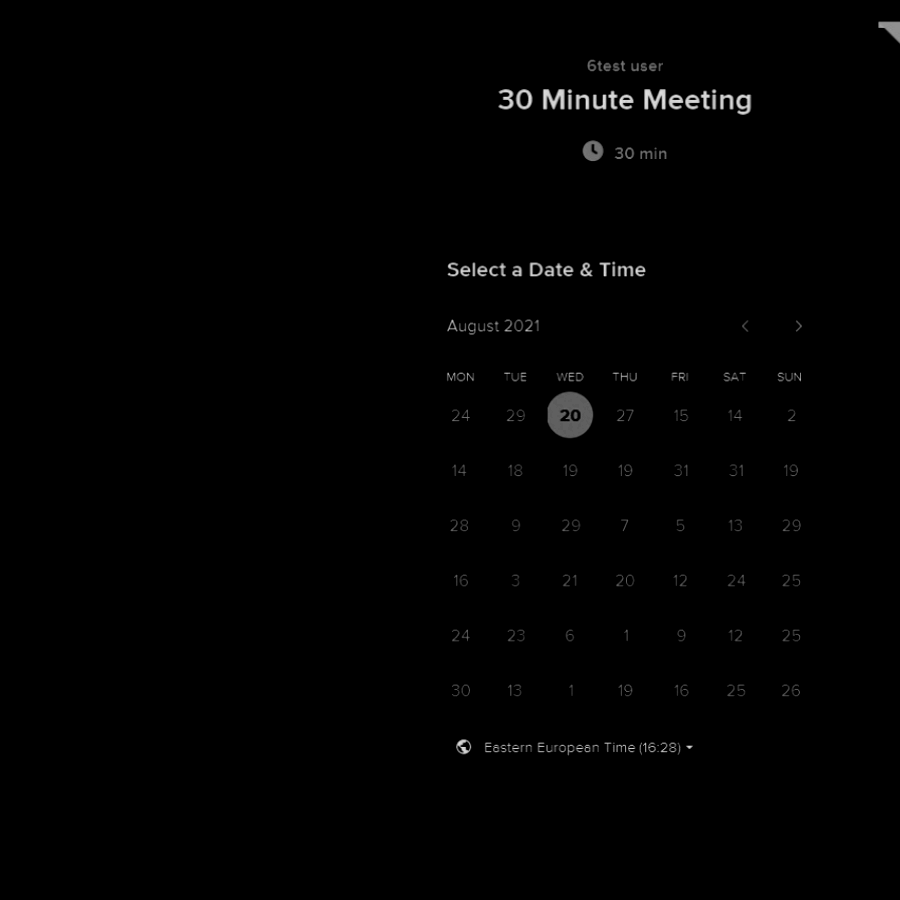 6test user
30 Minute Meeting
30 min
Select a Date & Time
August 2021
MON TUE WED THU FRI SAT SUN
24 29 20 27 15 14 2
14 18 19 19 31 31 19
28 9 29 7 5 13 29
16 3 21 20 12 24 25
24 23 6 1 9 12 25
30 13 1 19 16 25 26
Eastern European Time (16:28)